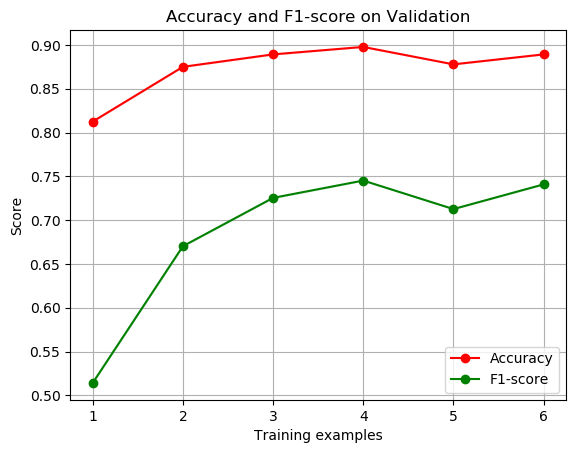 Accuracy and F1-score on Validation
0.90
0.85
0.80
0.75
0.70
0.65
0.60
0.55
0.50
Score
Accuracy
F1-score
1 2 3 4 5 6
Training examples